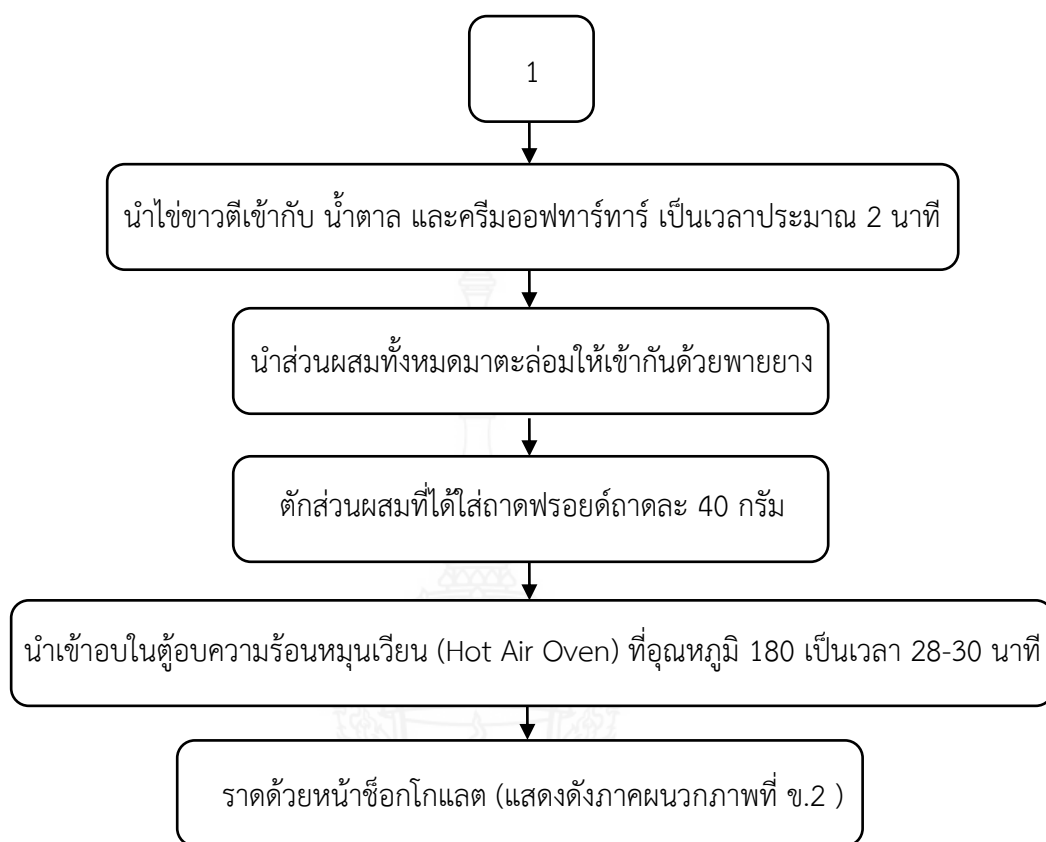 1
นำไข่ขาวตีเข้ากับ น้ำตาล และครีมออฟทาร์ทาร์ เป็นเวลาประมาณ 2 นาที
นำส่วนผสมทั้งหมดมาตะล่อมให้เข้ากันด้วยพายยาง
ตักส่วนผสมที่ได้ใส่ถาดฟรอยด์ถาดละ 40 กรัม
นำเข้าอบในตู้อบความร้อนหมุนเวียน (Hot Air Oven) ที่อุณหภูมิ 180 เป็นเวลา 28-30 นาที
ราดด้วยหน้าช็อกโกแลต (แสดงดังภาคผนวกภาพที่ ข.2 )